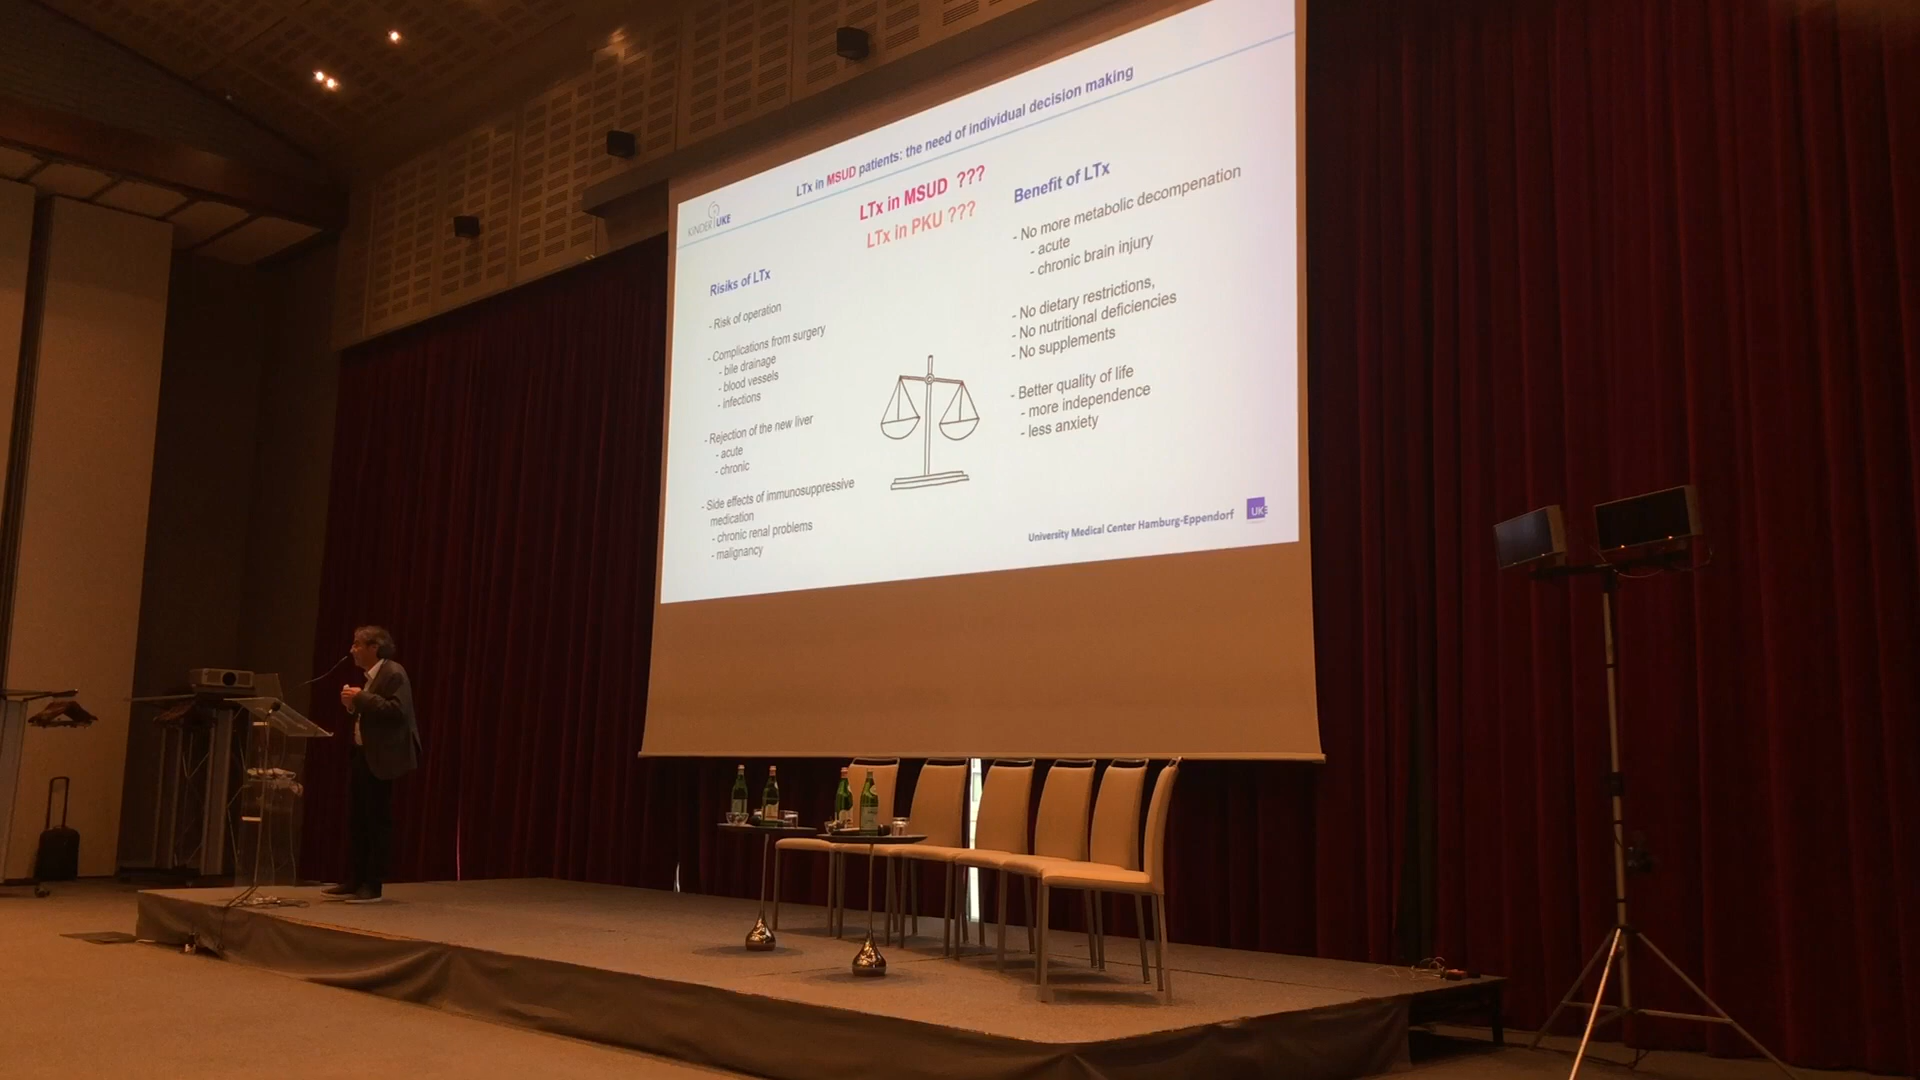 LTx in MSUD patients: the need of individual decision making
KINDER UKE
LTx in MSUD ???
LTx in PKU ???
Risiks of LTx
- Risk of operation
- Complications from surgery
- bile drainage
- blood vessels
- infections
- Rejection of the new liver
- acute
- chronic
- Side effects of immunosuppressive
medication
- chronic renal problems
- malignancy
Benefit of LTx
- No more metabolic decompenation
- acute
- chronic brain injury
- No dietary restrictions,
- No nutritional deficiencies
- No supplements
- Better quality of life
- more independence
- less anxiety
University Medical Center Hamburg-Eppendorf
UKE